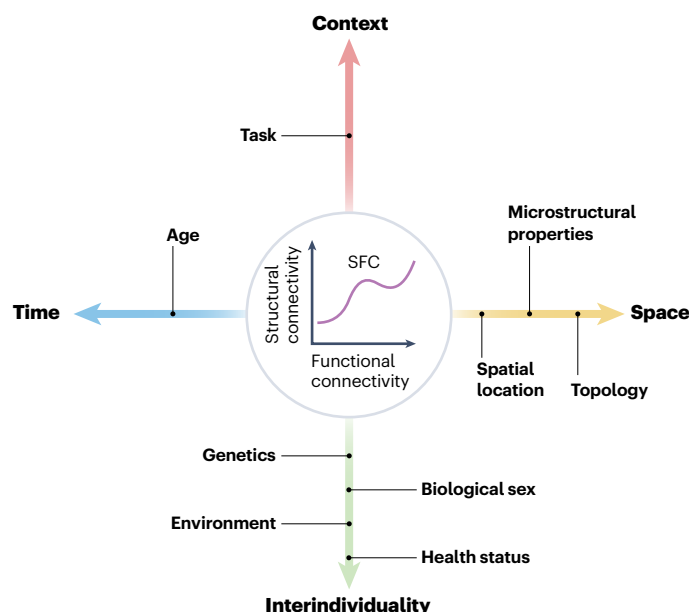 Context
Task
Microstructural
properties
Age
SFC
Structural
connectivity
Time
Space
Functional
connectivity
Spatial
location
Topology
Genetics
Biological sex
Environment
Health status
Interindividuality